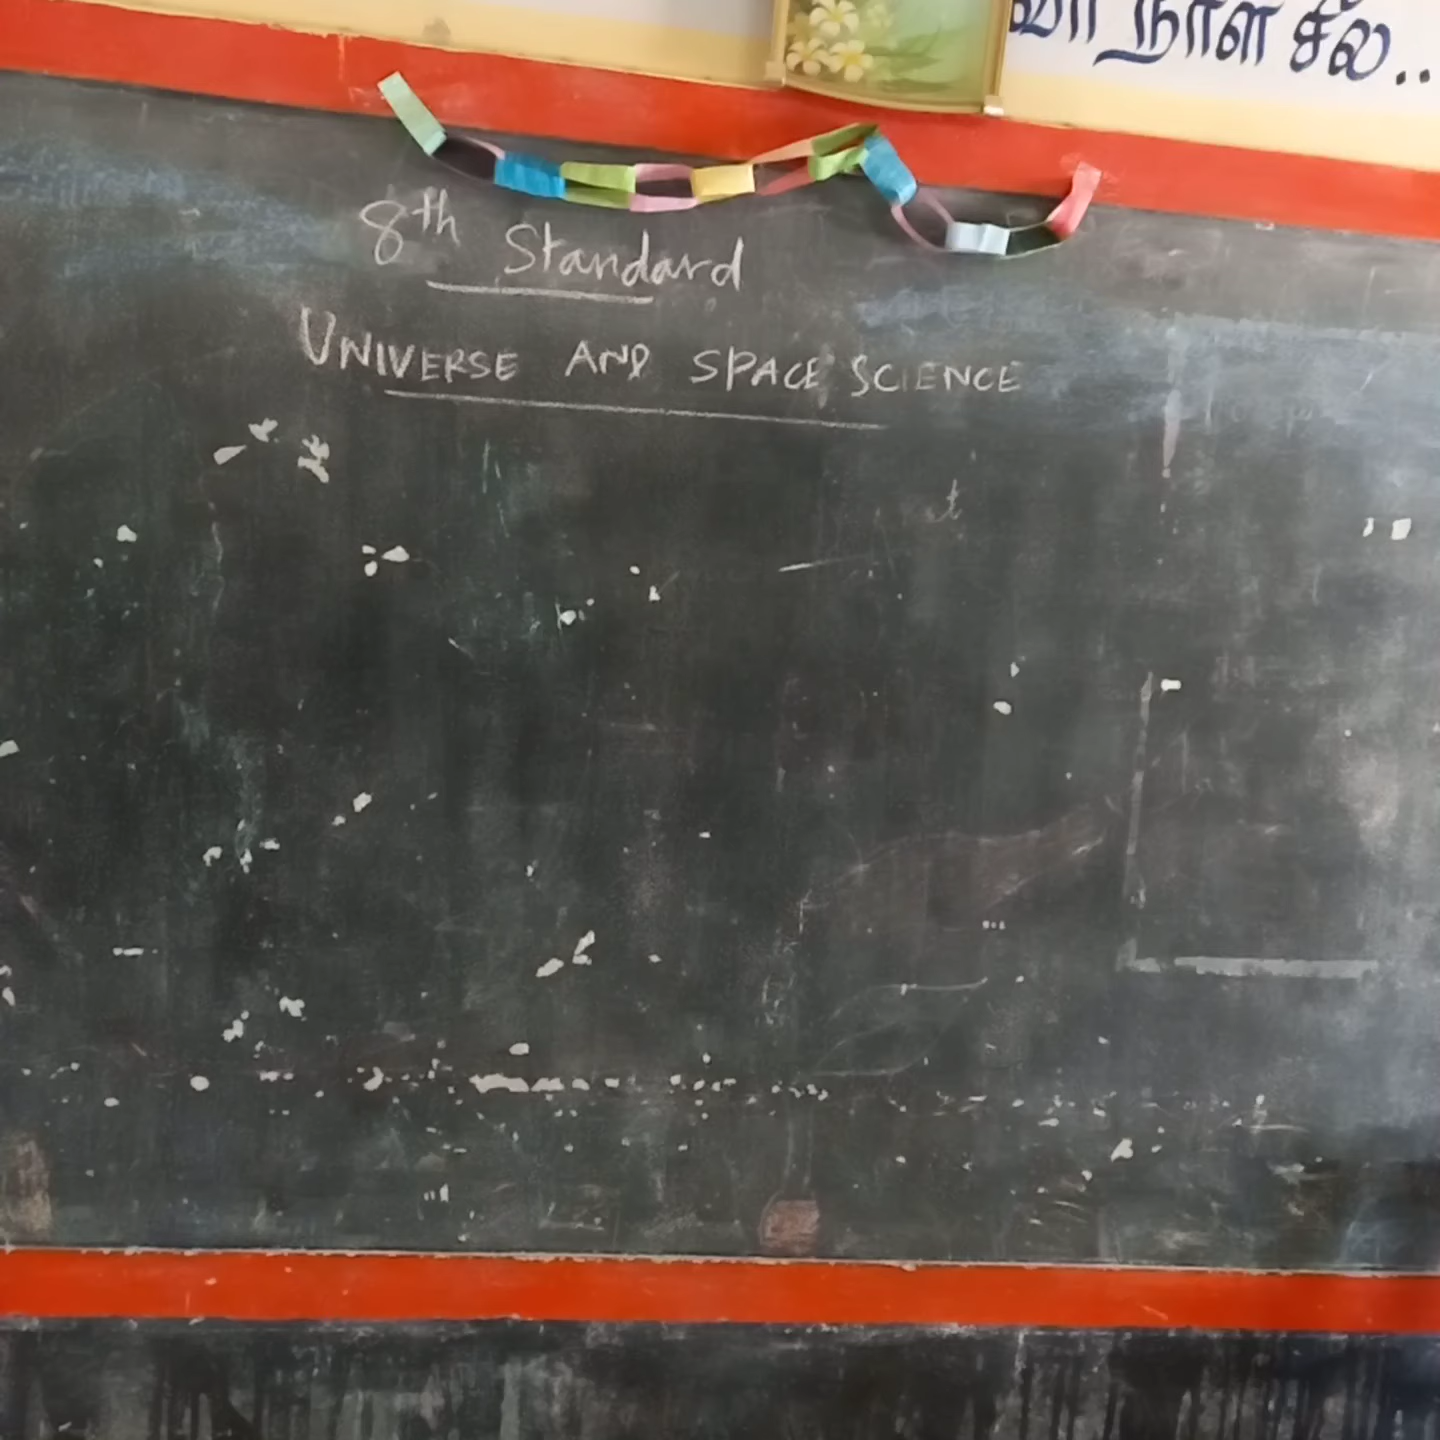 நாள் சில..
8th Standard
UNIVERSE AND SPACE SCIENCE